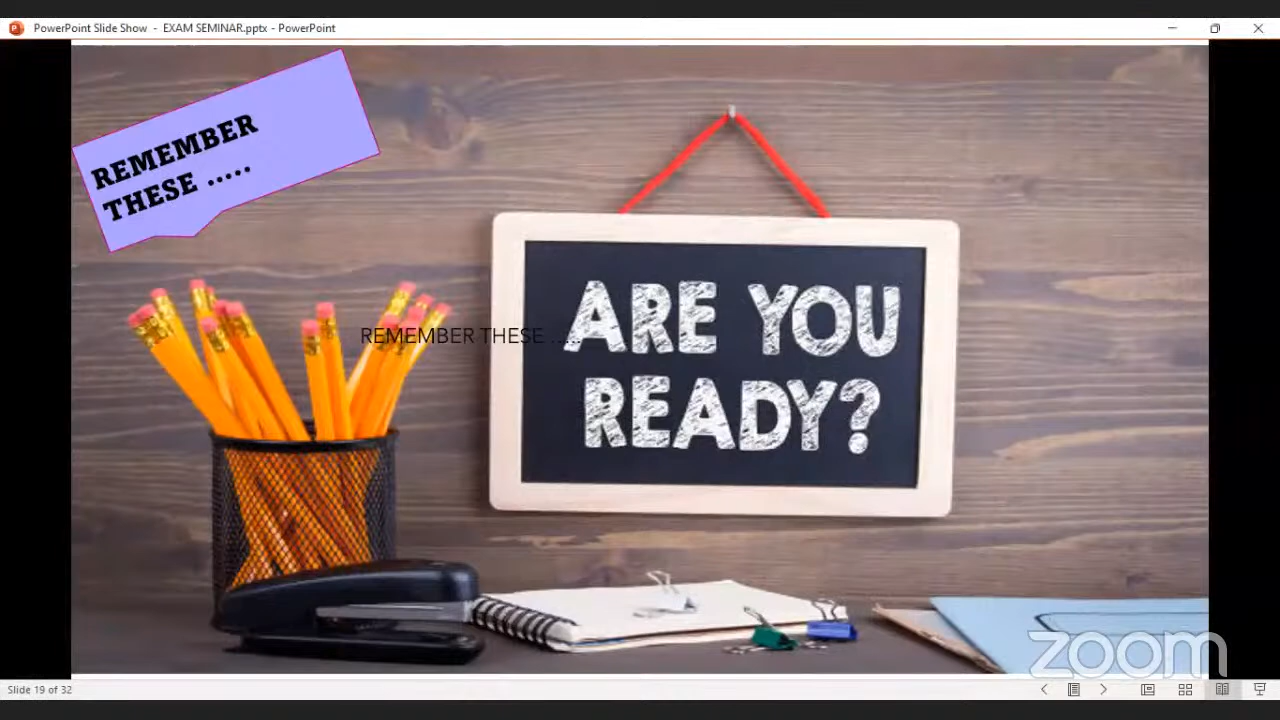 PowerPoint Slide Show - EXAM SEMINAR.pptx - PowerPoint
REMEMBER
THESE .....
REMEMBER THESE ......
ARE YOU
READY?
zoom
Slide 19 of 32